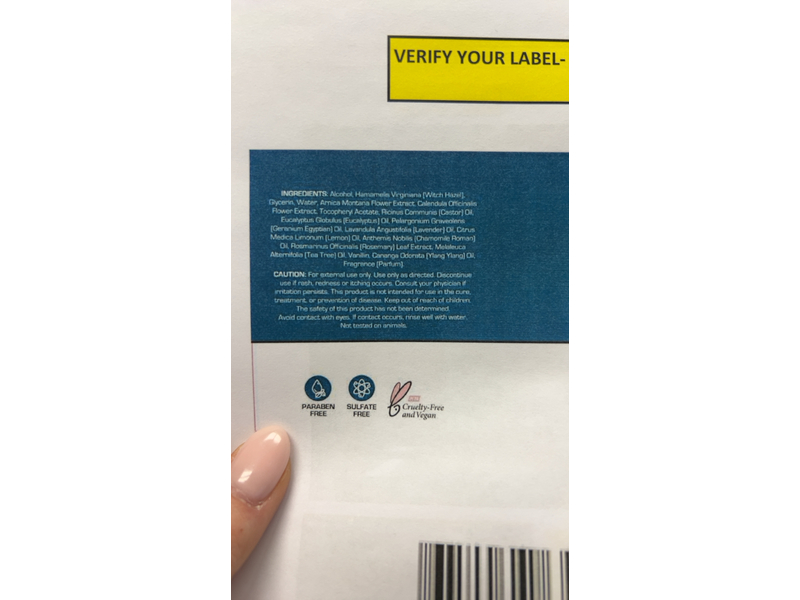 VERIFY YOUR LABEL-
INGREDIENTS: Alcohol, Hamamelis Virginiana (Witch Hazel),
Glycerin, Water, Arnica Montana Flower Extract, Calendula Officinalis
Flower Extract, Tocopheryl Acetate, Ricinus Communis (Castor) Oil,
Eucalyptus Globulus (Eucalyptus) Oil, Pelargonium Graveolens
(Geranium Egyptian) Oil, Lavandula Angustifolia (Lavender) Oil, Citrus
Medica Limonum (Lemon) Oil, Anthemis Nobilis (Chamomile Roman)
Oil, Rosmarinus Officinalis (Rosemary) Leaf Extract, Melaleuca
Alternifolia (Tea Tree) Oil, Vanillin, Cananga Odorata (Ylang Ylang) Oil,
Fragrance (Parfum).
CAUTION: For external use only. Use only as directed. Discontinue
use if rash, redness or itching occurs. Consult your physician if
irritation persists. This product is not intended for use in the cure,
treatment, or prevention of disease. Keep out of reach of children.
The safety of this product has not been determined.
Avoid contact with eyes. If contact occurs, rinse well with water.
Not tested on animals.
PARABEN
FREE
SULFATE
FREE
Cruelty-Free
and Vegan